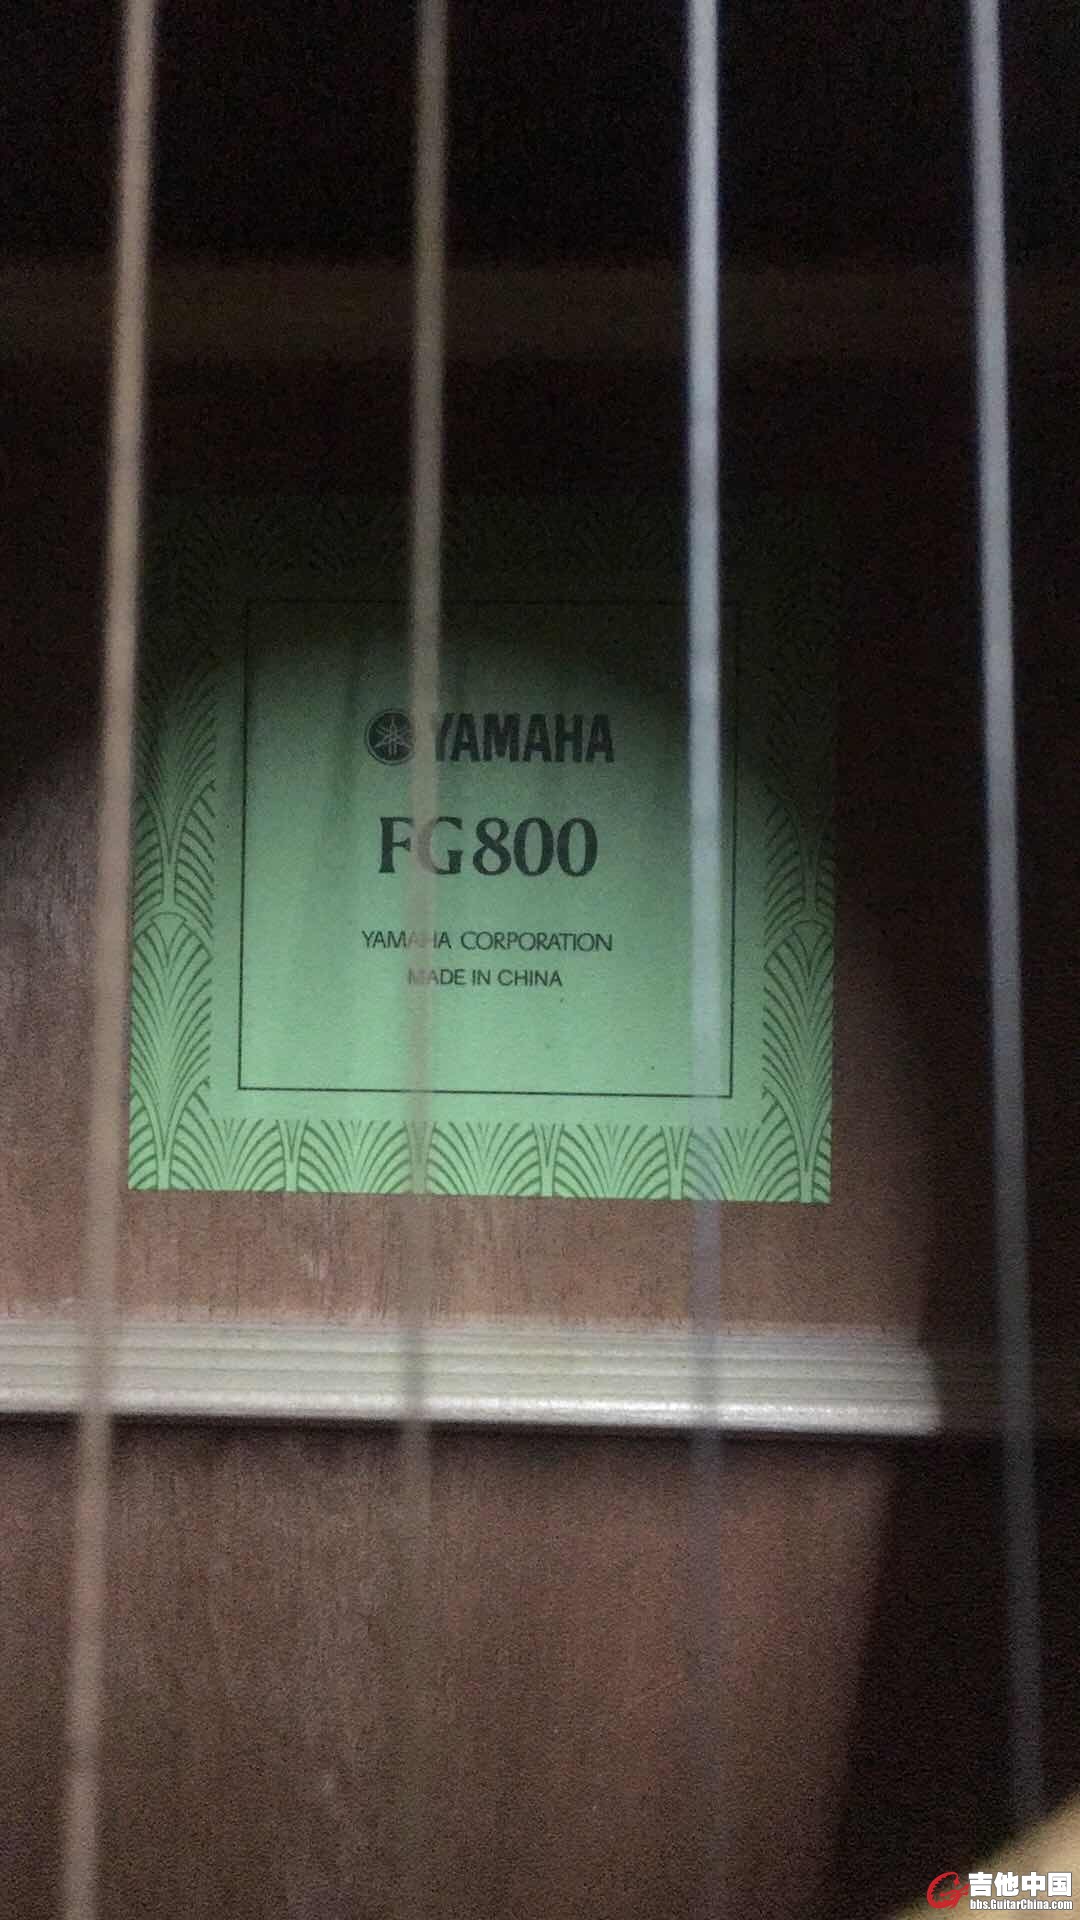 YAMAHA
FG800
YAMAHA CORPORATION
MADE IN CHINA
吉他中国
bbs.GuitarChina.com